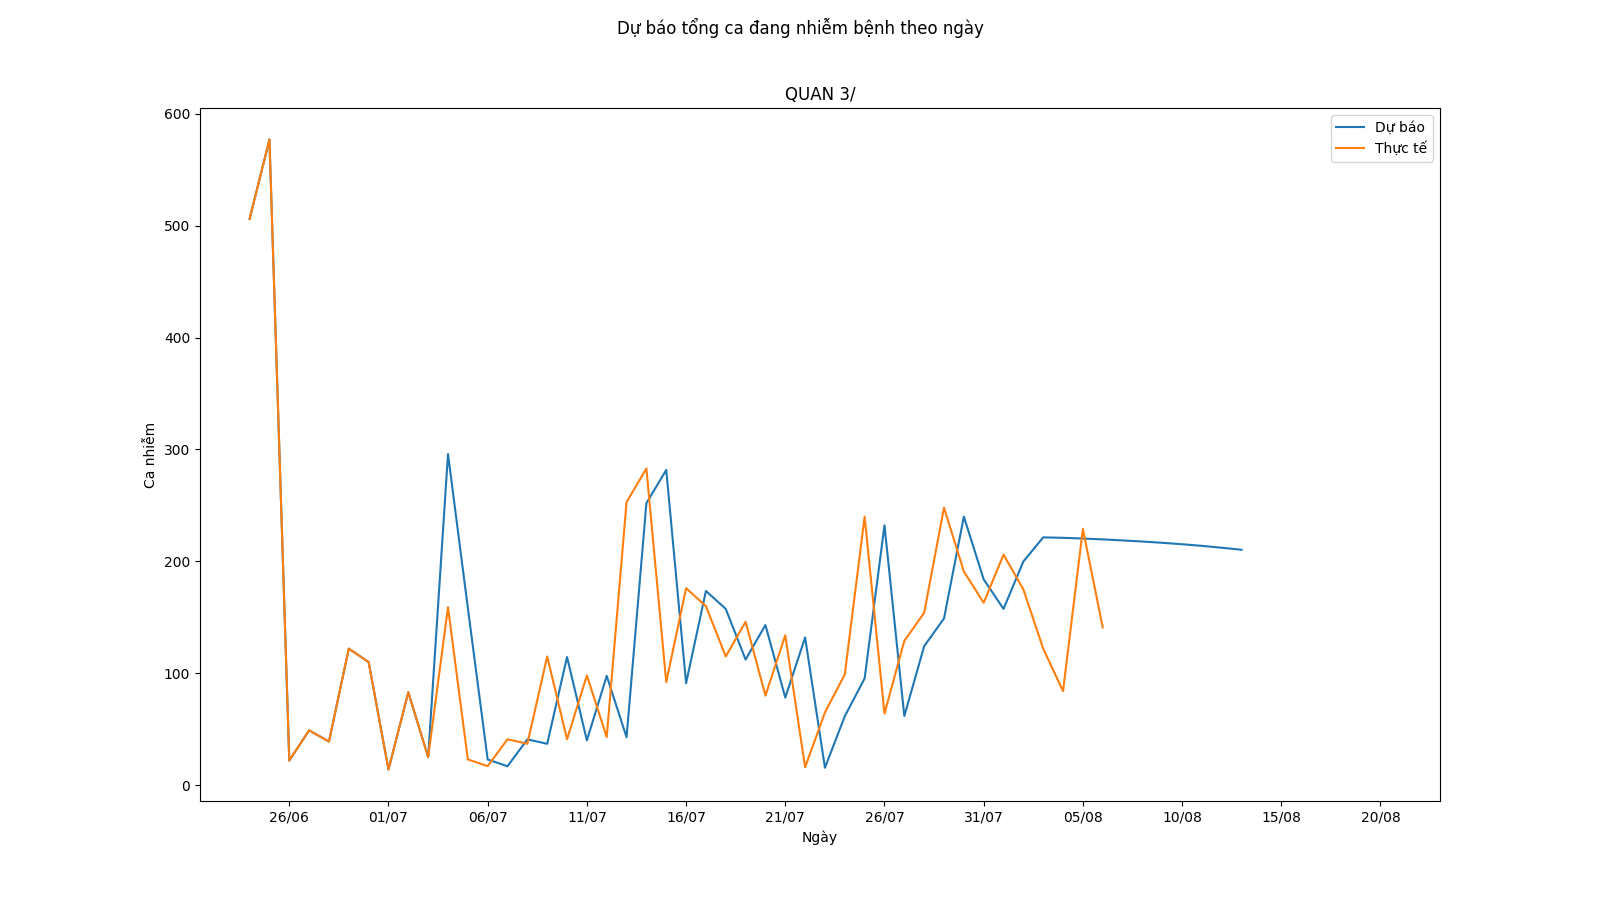 Dự báo tổng ca đang nhiễm bệnh theo ngày
QUAN 3/
600
500
400
300
200
100
0
Ca nhiễm
Dự báo
Thực tế
26/06 01/07 06/07 11/07 16/07 21/07 26/07 31/07 05/08 10/08 15/08 20/08
Ngày